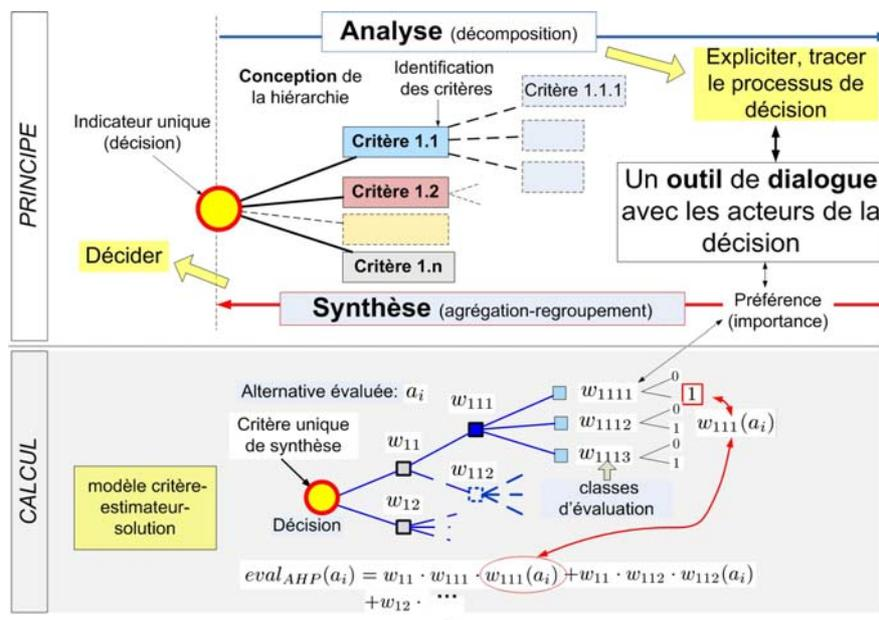 PRINCIPE
Analyse (décomposition)
Expliciter, tracer
le processus de
décision
Conception de
la hiérarchie
Identification
des critères
Critère 1.1.1
Indicateur unique
(décision)
Critère 1.1
Critère 1.2
Critère 1.n
Un outil de dialogue
avec les acteurs de la
décision
Décider
Synthèse (agrégation-regroupement)
Préférence
(importance)
CALCUL
Alternative évaluée: a_i
Critère unique
de synthèse
w_111
w_11
w_112
w_12
w_1111
0
1
w_1112
0
1
w_1113
0
1
w_111(a_i)
classes
d'évaluation
Décision
modèle critère-
estimateur-
solution
eval_AHP(a_i) = w_11 · w_111 · w_111(a_i) +w_11 · w_112 · w_112(a_i)
+w_12 · ...